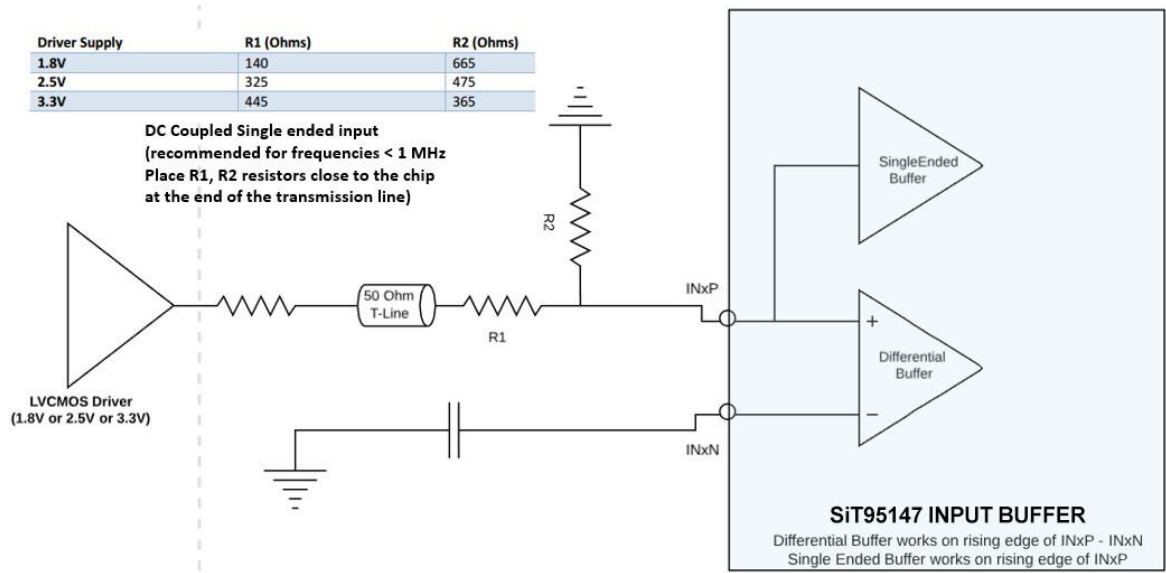 Driver Supply R1 (Ohms) R2 (Ohms)
1.8V 140 665
2.5V 325 475
3.3V 445 365
DC Coupled Single ended input
(recommended for frequencies < 1 MHz
Place R1, R2 resistors close to the chip
at the end of the transmission line)
SingleEnded
Buffer
R2
INxP
50 Ohm
T-Line
R1
+
Differential
Buffer
−
LVCMOS Driver
(1.8V or 2.5V or 3.3V)
INxN
SiT95147 INPUT BUFFER
Differential Buffer works on rising edge of INxP - INxN
Single Ended Buffer works on rising edge of INxP